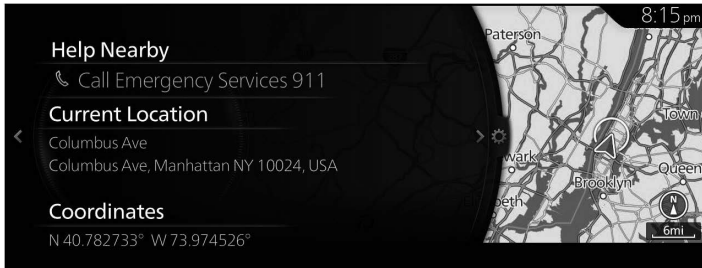 8:15 pm
Help Nearby
Call Emergency Services 911
Current Location
Columbus Ave
Columbus Ave, Manhattan NY 10024, USA
Coordinates
N 40.782733° W 73.974526°
Paterson
Town
wark
Queen
Brooklyn
beth
N
6mi